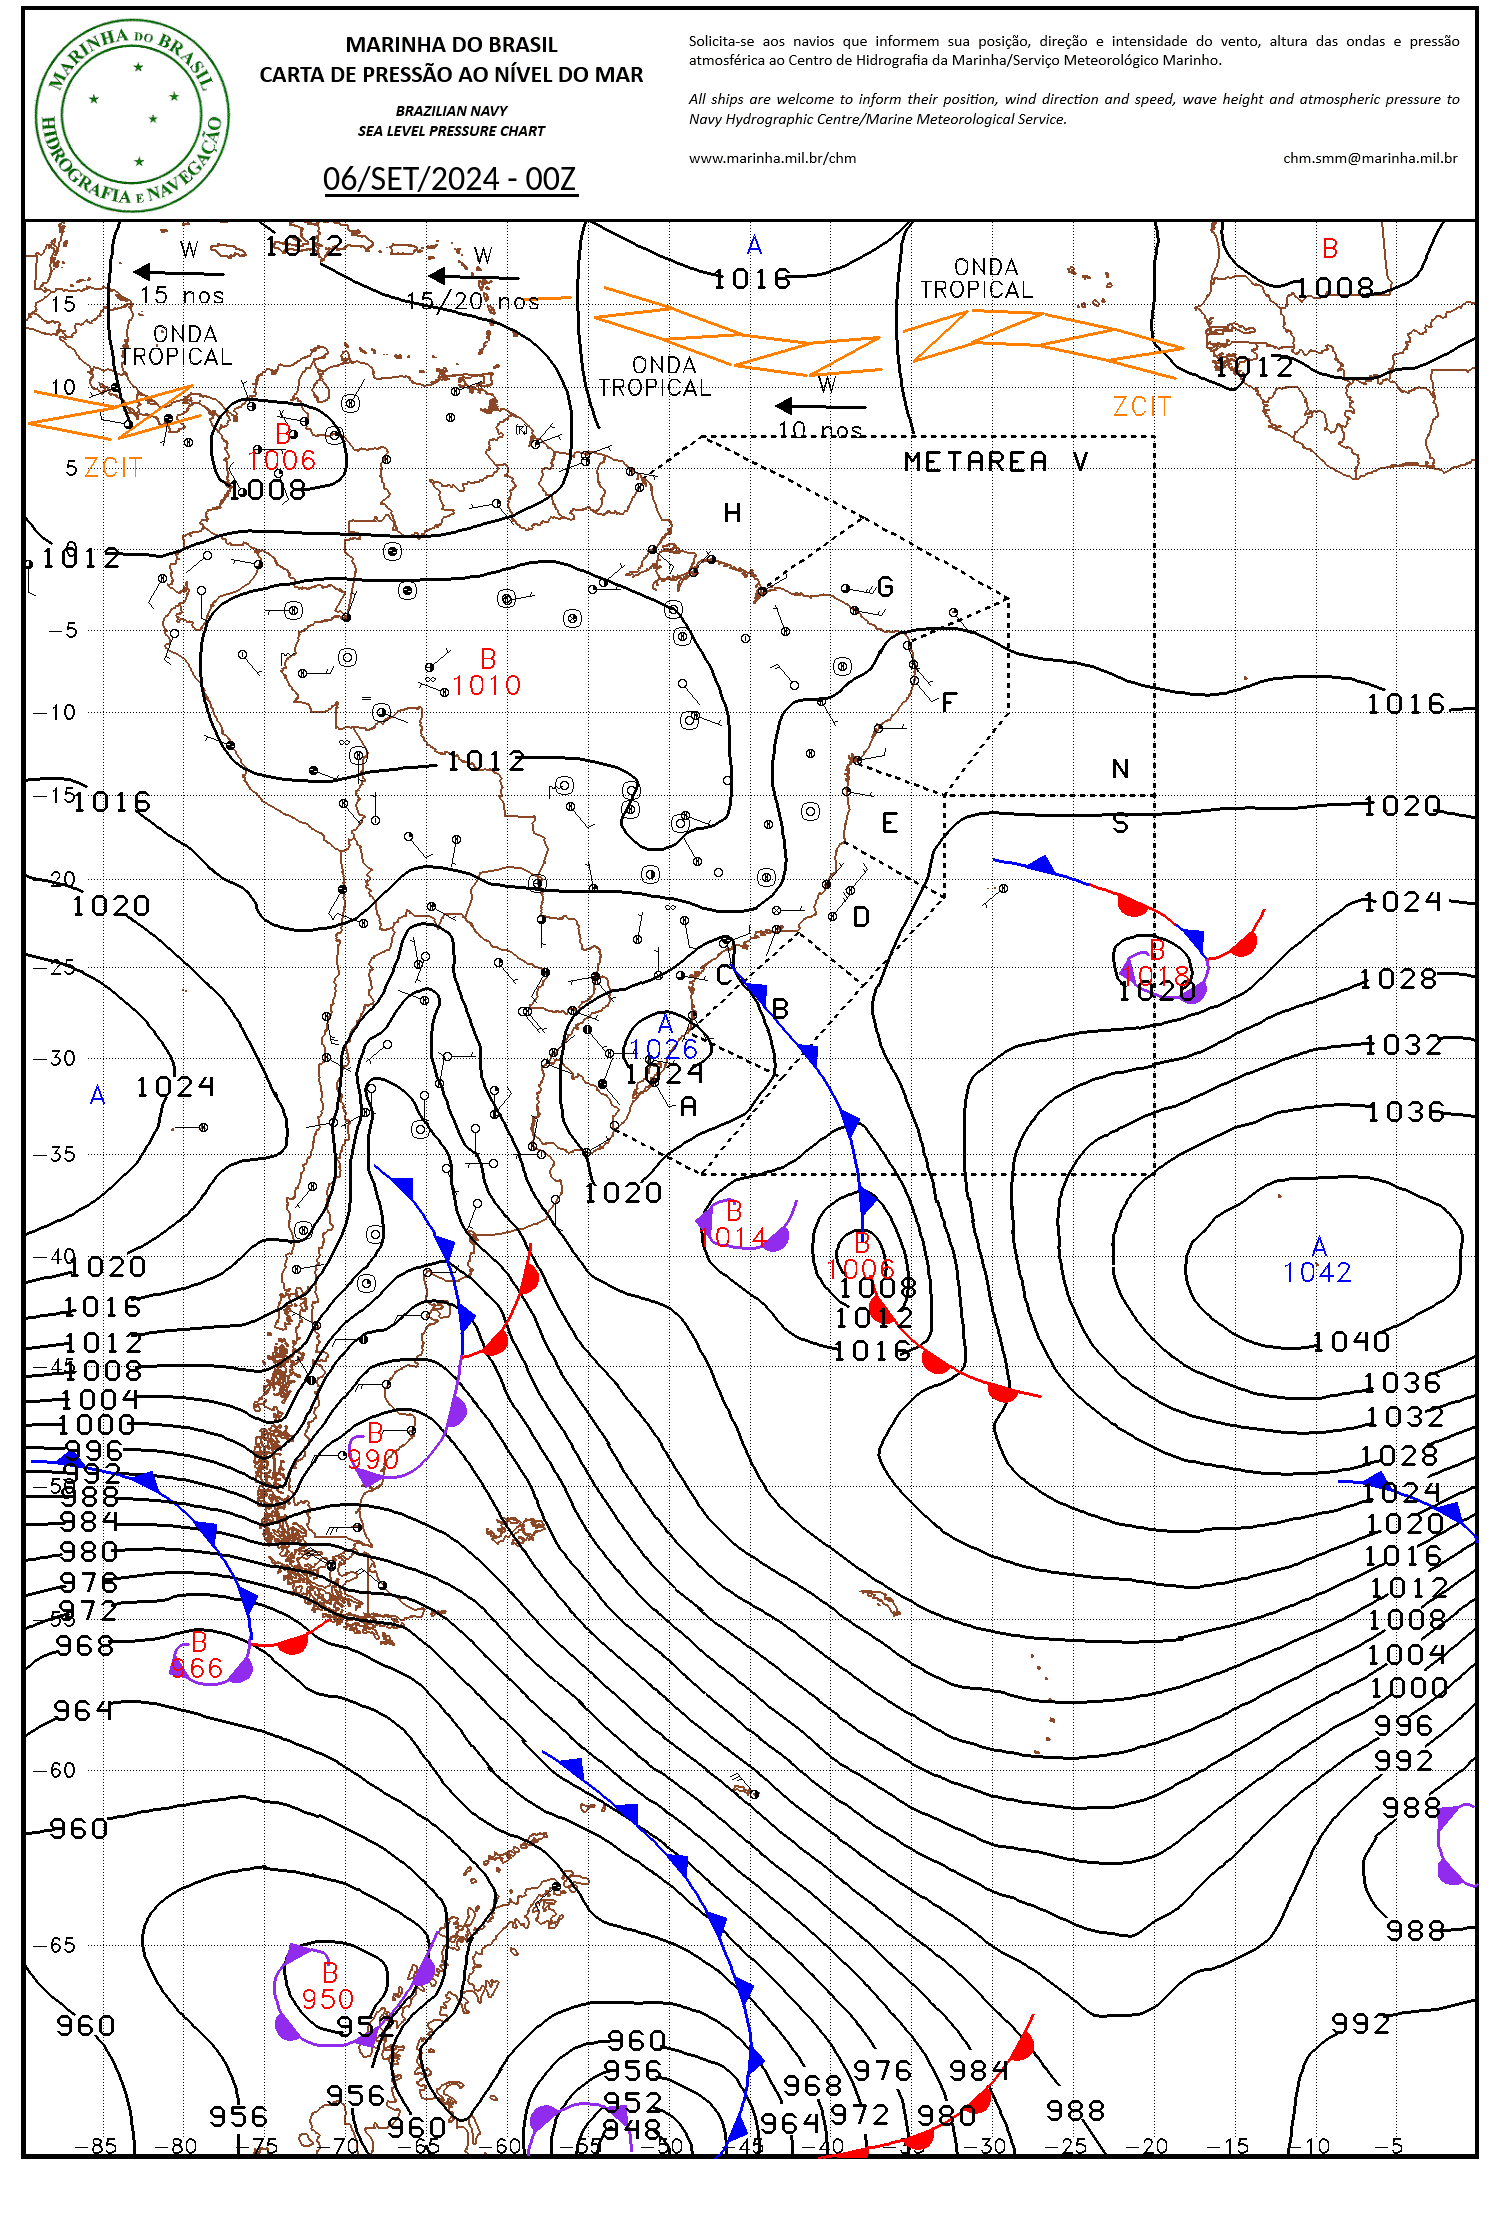 MARINHA DO BRASIL
HIDROGRAFIA E NAVEGAÇÃO
MARINHA DO BRASIL
CARTA DE PRESSÃO AO NÍVEL DO MAR
BRAZILIAN NAVY
SEA LEVEL PRESSURE CHART
06/SET/2024 - 00Z
Solicita-se aos navios que informem sua posição, direção e intensidade do vento, altura das ondas e pressão
atmosférica ao Centro de Hidrografia da Marinha/Serviço Meteorológico Marinho.
All ships are welcome to inform their position, wind direction and speed, wave height and atmospheric pressure to
Navy Hydrographic Centre/Marine Meteorological Service.
www.marinha.mil.br/chm chm.smm@marinha.mil.br
W 1012 W A B
1016 ONDA
TROPICAL 1008
15 15 nos 15/20 nos
ONDA
TROPICAL
ONDA
TROPICAL
1012
10 W
10 nos ZCIT
B
1006
5 ZCIT
1008
METAREA V
H
0
1012
G
-5
B
1010
F
-10 1016
1012 N
-15 1016 1020
E S
-20 1020 1024
D
B
1018
1020
-25 C 1028
B
A
1026
1024
-30 1032
A 1024 1036
A
-35
1020
B
1014
B
1006
1008
1012
1016
A
1042
1040
-40 1020
1016
1012
-45 1008
1004
1000
996
992
-50 988
984
980
976
-55 972
968
B
990
1036
1032
1028
1024
1020
1016
1012
1008
1004
1000
996
992
988
B
966
964
-60
960
988
-65
B
950
952
960 992
960
956
952
948
956 956 960
968 976 984
964 972 980 988
-85 -80 -75 -70 -65 -60 -55 -50 -45 -40 -35 -30 -25 -20 -15 -10 -5